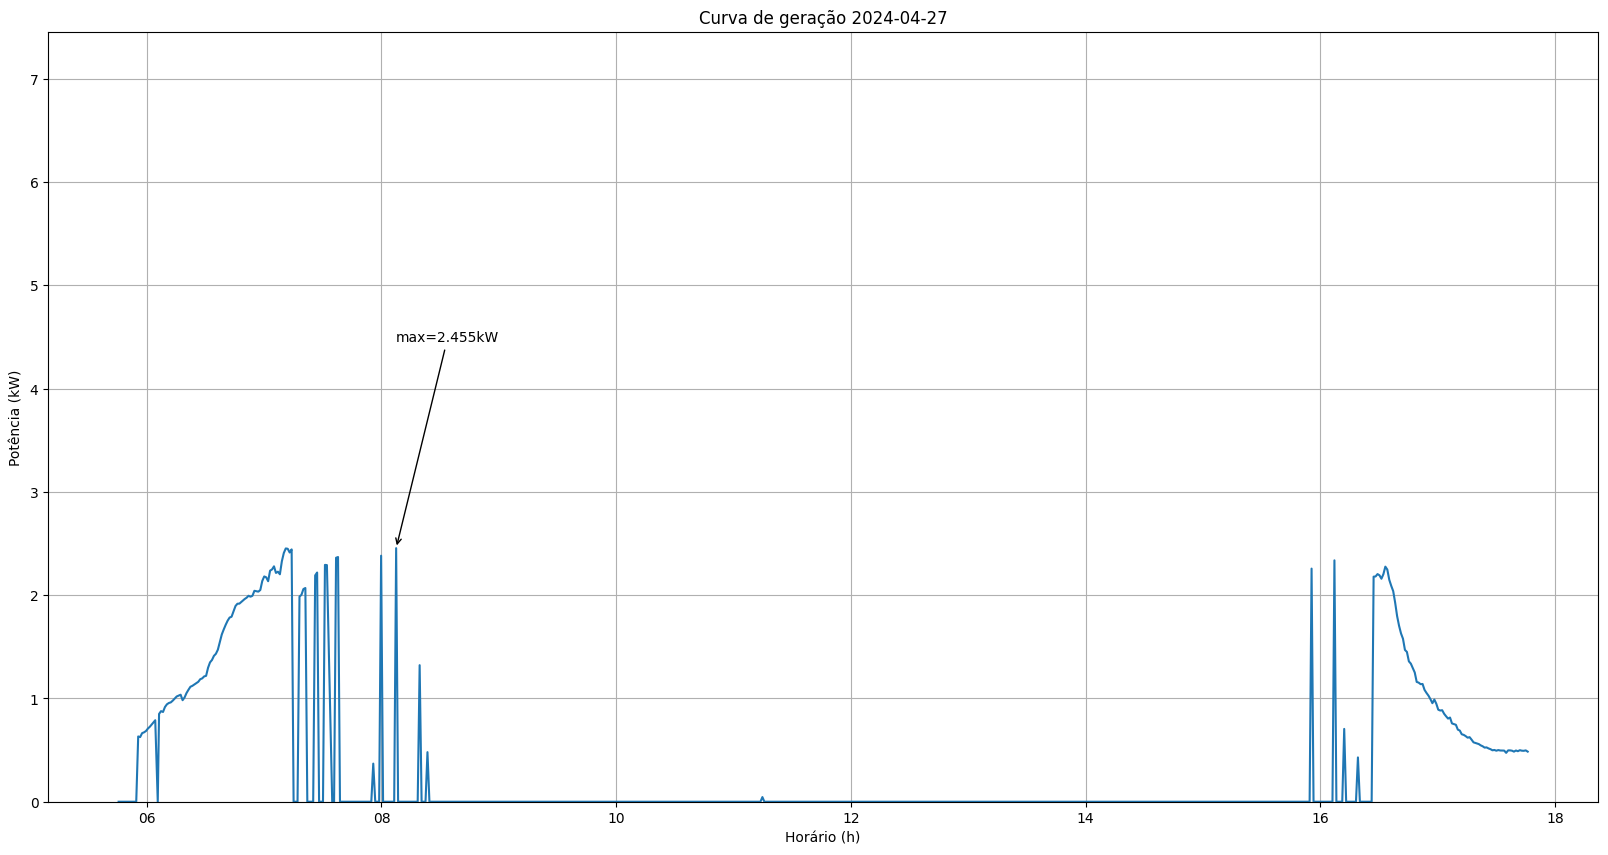 Curva de geração 2024-04-27
7
6
5
max=2.455kW
4
Potência (kW)
3
2
1
0
06 08 10 12 14 16 18
Horário (h)